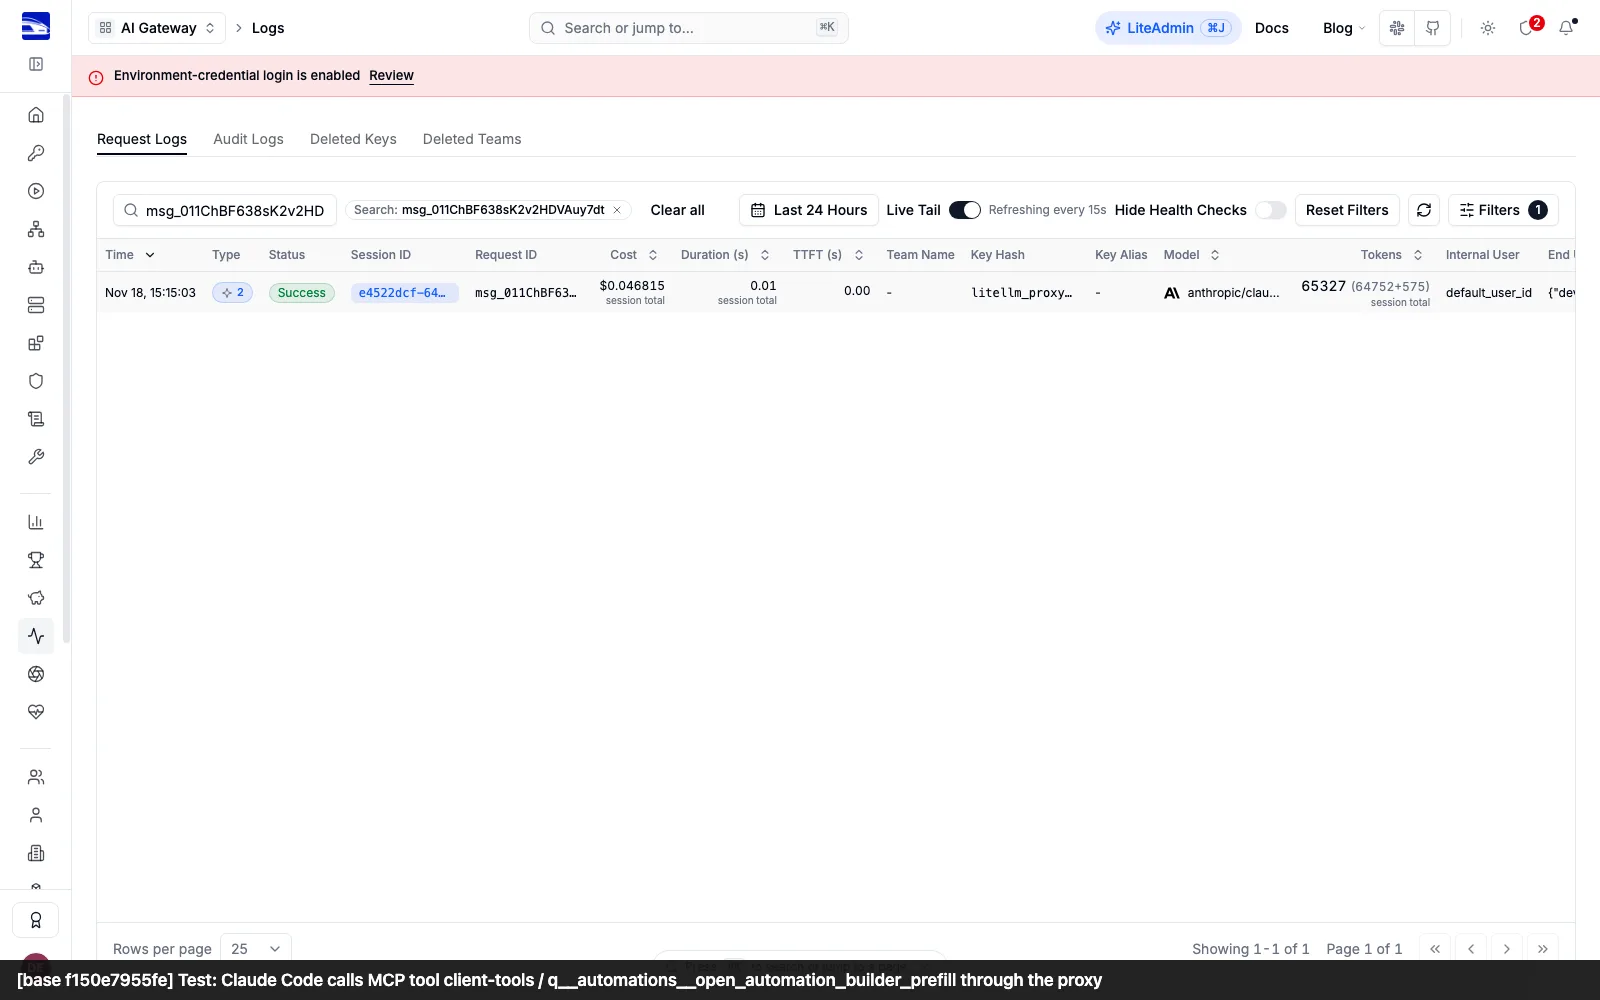 AI Gateway
Logs
Search or jump to...
⌘K
LiteAdmin ⌘J
Docs
Blog
2
Environment-credential login is enabled Review
Request Logs
Audit Logs
Deleted Keys
Deleted Teams
msg_011ChBF638sK2v2HD
Search: msg_011ChBF638sK2v2HDVAuy7dt
Clear all
Last 24 Hours
Live Tail
Refreshing every 15s
Hide Health Checks
Reset Filters
Filters 1
Time Type Status Session ID Request ID Cost Duration (s) TTFT (s) Team Name Key Hash Key Alias Model Tokens Internal User End
Nov 18, 15:15:03 2 Success e4522dcf-64… msg_011ChBF63… $0.046815 0.01 0.00 - litellm_proxy… - anthropic/clau… 65327 (64752+575) default_user_id {"dev
session total session total session total
Rows per page 25
Showing 1-1 of 1
Page 1 of 1
[base f150e7955fe] Test: Claude Code calls MCP tool client-tools / q__automations__open_automation_builder_prefill through the proxy